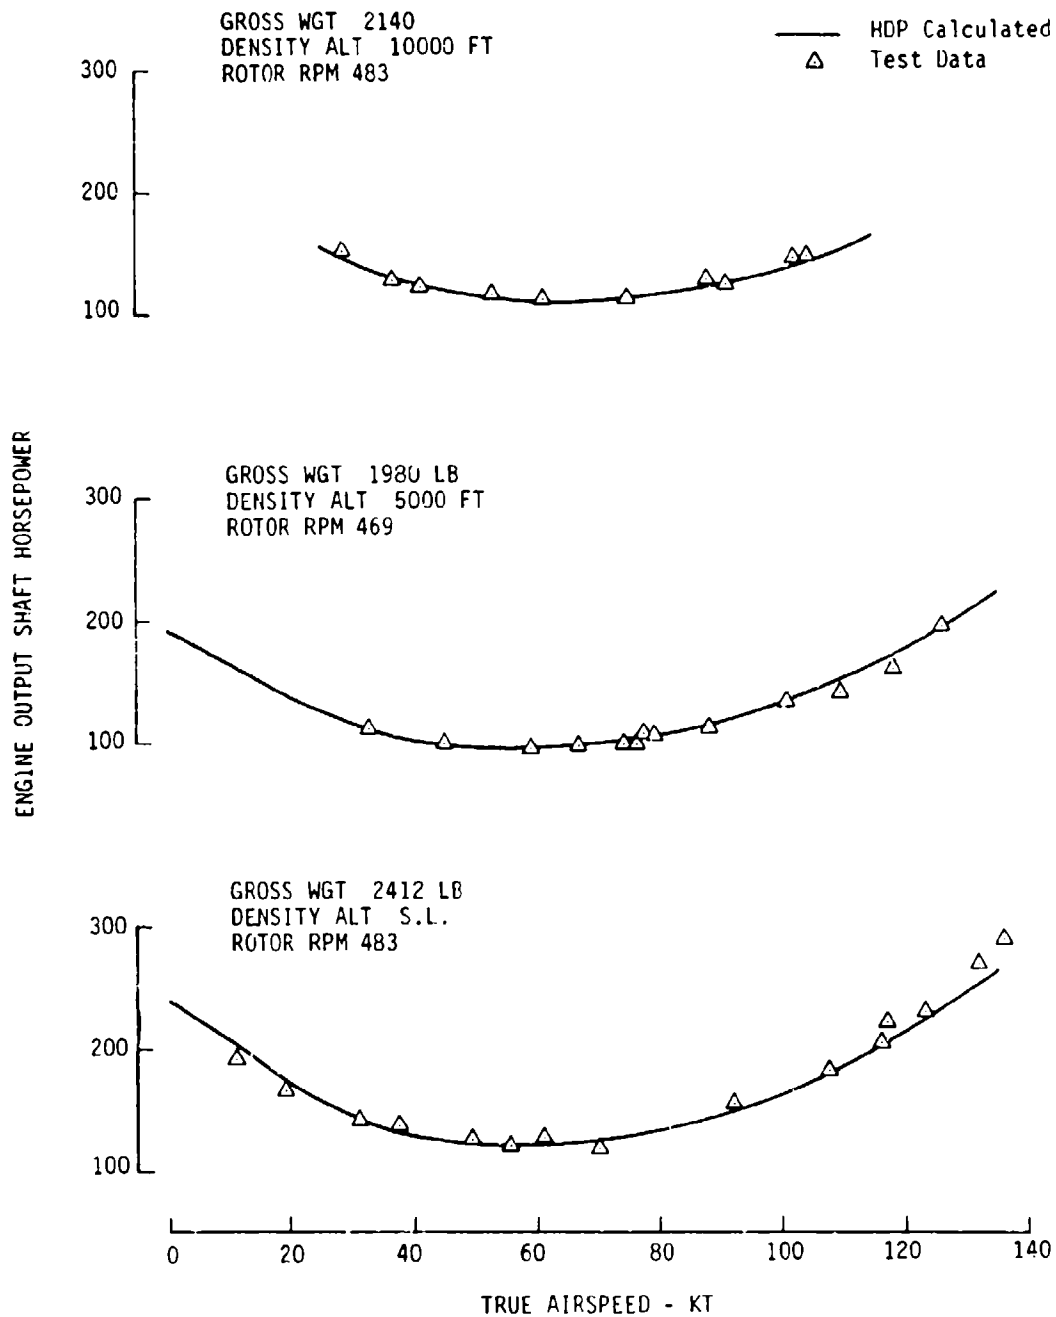 GROSS WGT 2140
DENSITY ALT 10000 FT
ROTOR RPM 483
HDP Calculated
Test Data
300
200
100
ENGINE OUTPUT SHAFT HORSEPOWER
GROSS WGT 1980 LB
DENSITY ALT 5000 FT
ROTOR RPM 469
300
200
100
GROSS WGT 2412 LB
DENSITY ALT S.L.
ROTOR RPM 483
300
200
100
0 20 40 60 80 100 120 140
TRUE AIRSPEED - KT